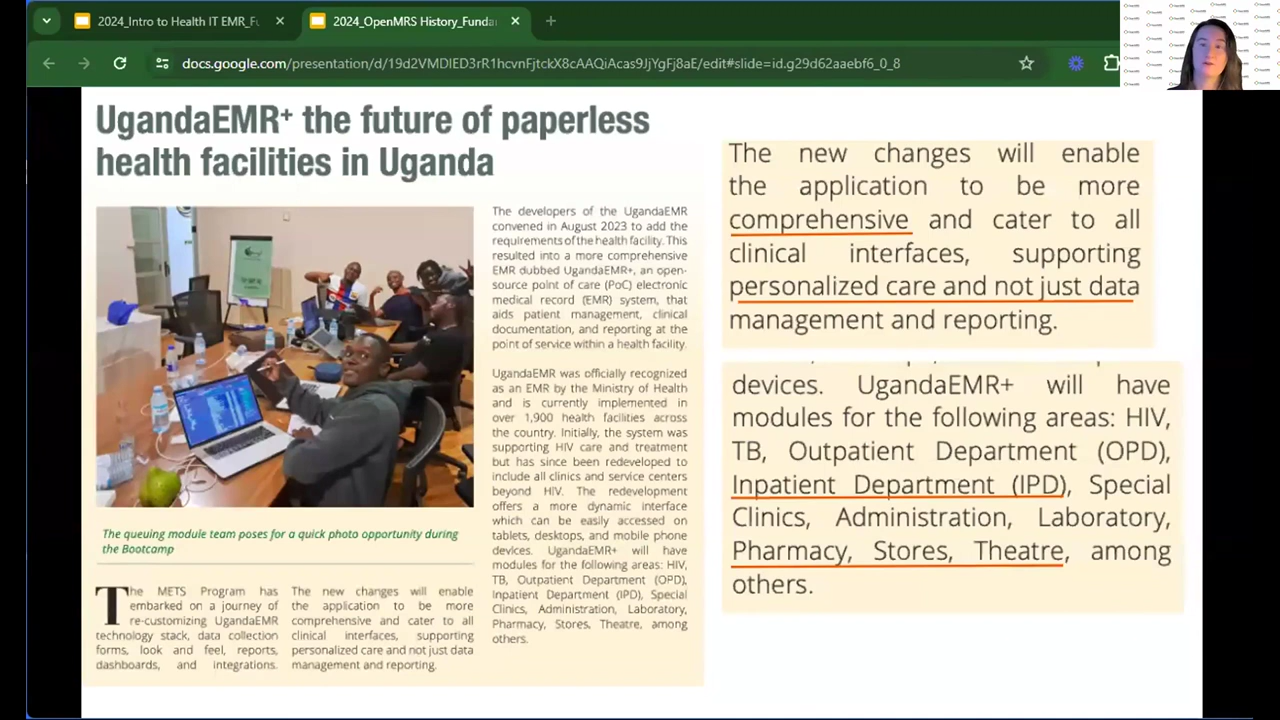 2024_Intro to Health IT EMR_Fu
2024_OpenMRS History_Funda
docs.google.com/presentation/d/19d2VMDIED3rR1hcvnFjtckX8cAAQiAcas9JjYgFj8aE/edit#slide=id.g29d62aaebf6_0_8
UgandaEMR+ the future of paperless
health facilities in Uganda
The queuing module team poses for a quick photo opportunity during
the Bootcamp
The METS Program has
embarked on a journey of
re-customizing UgandaEMR
technology stack, data collection
forms, look and feel, reports,
dashboards, and integrations.
The new changes will enable
the application to be more
comprehensive and cater to all
clinical interfaces, supporting
personalized care and not just data
management and reporting.
The developers of the UgandaEMR
convened in August 2023 to add the
requirements of the health facility. This
resulted into a more comprehensive
EMR dubbed UgandaEMR+, an open-
source point of care (PoC) electronic
medical record (EMR) system, that
aids patient management, clinical
documentation, and reporting at the
point of service within a health facility.
UgandaEMR was officially recognized
as an EMR by the Ministry of Health
and is currently implemented in
over 1,900 health facilities across
the country. Initially, the system was
supporting HIV care and treatment
but has since been redeveloped to
include all clinics and service centers
beyond HIV. The redevelopment
offers a more dynamic interface
which can be easily accessed on
tablets, desktops, and mobile phone
devices. UgandaEMR+ will have
modules for the following areas: HIV,
TB, Outpatient Department (OPD),
Inpatient Department (IPD), Special
Clinics, Administration, Laboratory,
Pharmacy, Stores, Theatre, among
others.
The new changes will enable
the application to be more
comprehensive and cater to all
clinical interfaces, supporting
personalized care and not just data
management and reporting.
devices. UgandaEMR+ will have
modules for the following areas: HIV,
TB, Outpatient Department (OPD),
Inpatient Department (IPD), Special
Clinics, Administration, Laboratory,
Pharmacy, Stores, Theatre, among
others.